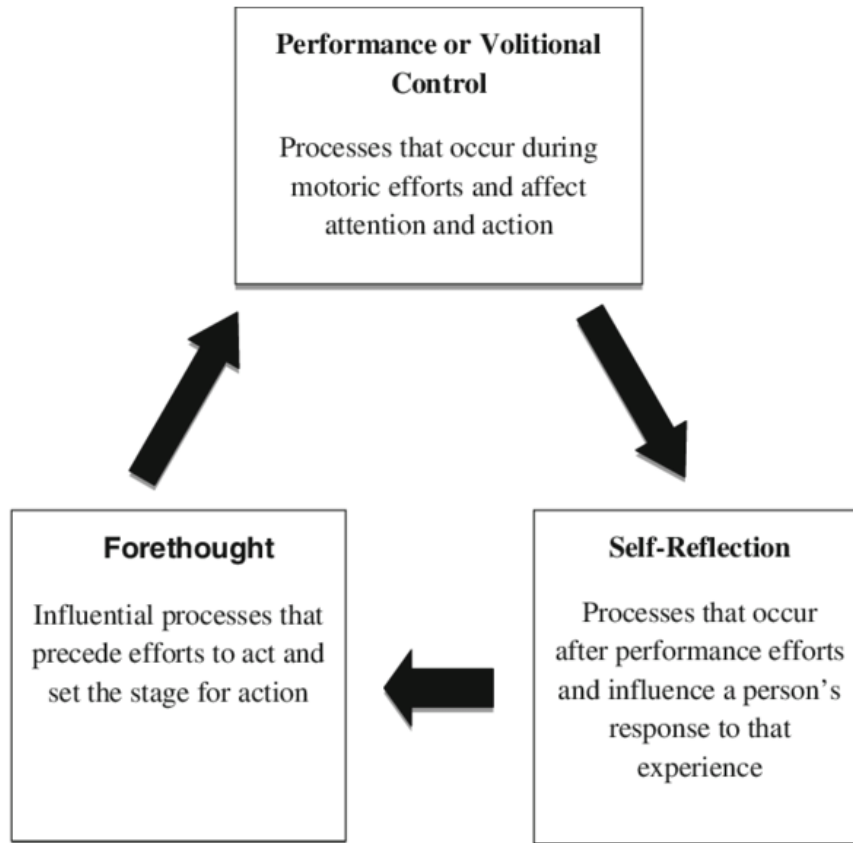 Performance or Volitional
Control
Processes that occur during
motoric efforts and affect
attention and action
Forethought
Influential processes that
precede efforts to act and
set the stage for action
Self-Reflection
Processes that occur
after performance efforts
and influence a person's
response to that
experience